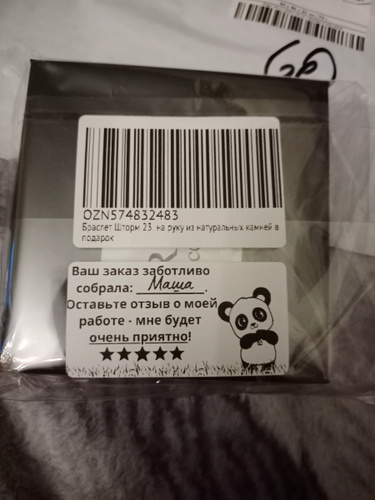 OZN574832483
Браслет Шторм 23 на руку из натуральных камней в
подарок
Ваш заказ заботливо
собрала: Маша.
Оставьте отзыв о моей
работе - мне будет
очень приятно!